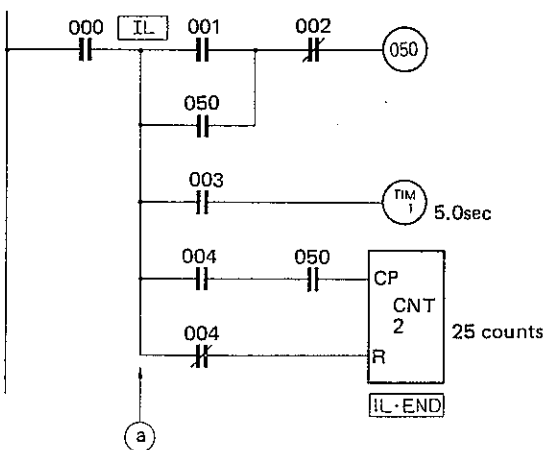 000 IL 001 002
050
050
003
TIM
1
5.0sec
004 050
CP
CNT
2
25 counts
004
R
IL·END
a